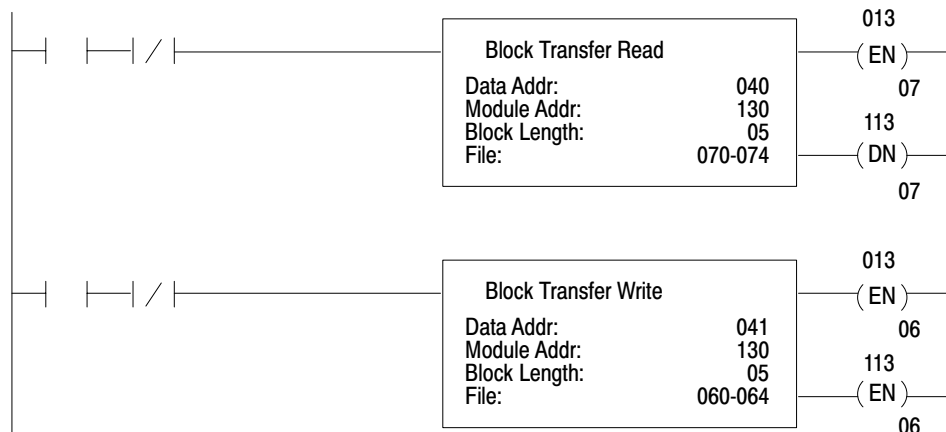 013
Block Transfer Read
( EN )
Data Addr: 040
07
Module Addr: 130
113
Block Length: 05
File: 070-074
( DN )
07
013
Block Transfer Write
( EN )
Data Addr: 041
06
Module Addr: 130
113
Block Length: 05
File: 060-064
( EN )
06